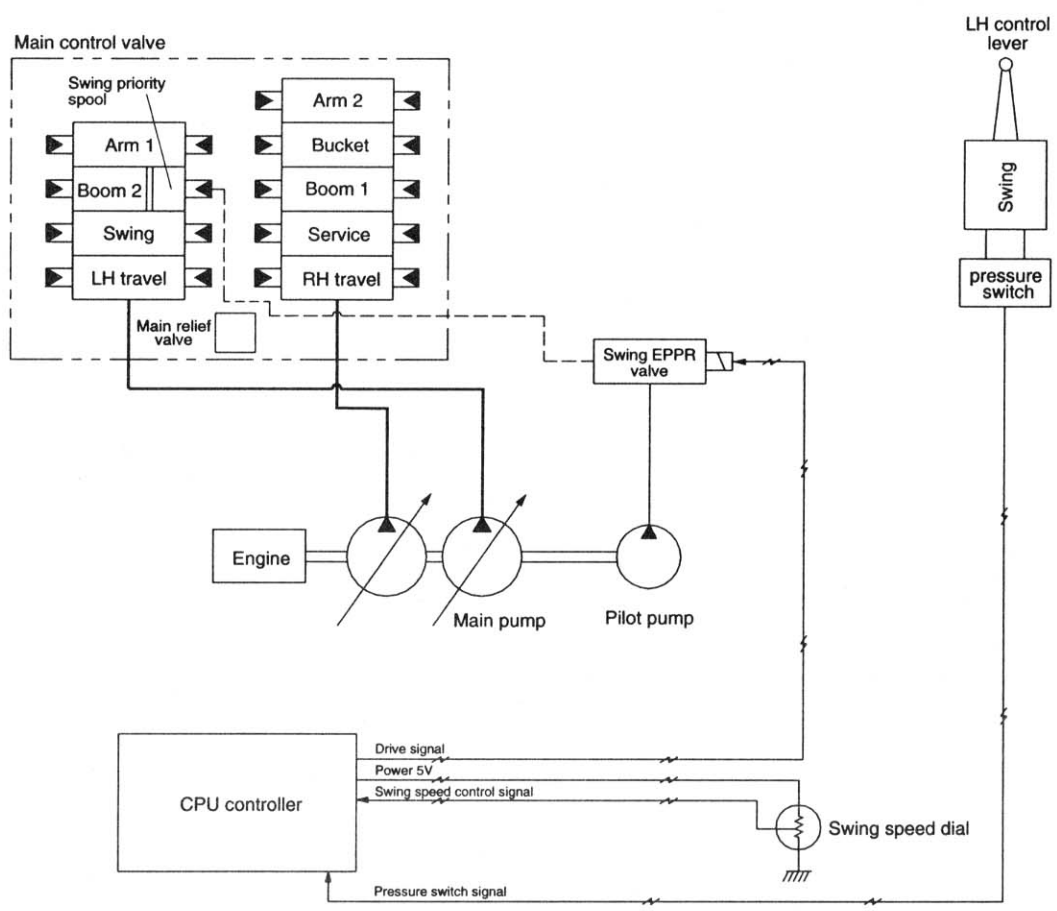 LH control
lever
Main control valve
Swing priority
spool
Arm 1
Boom 2
Swing
LH travel
Arm 2
Bucket
Boom 1
Service
RH travel
Main relief
valve
Swing
pressure
switch
Swing EPPR
valve
Engine
Main pump
Pilot pump
CPU controller
Drive signal
Power 5V
Swing speed control signal
Swing speed dial
Pressure switch signal